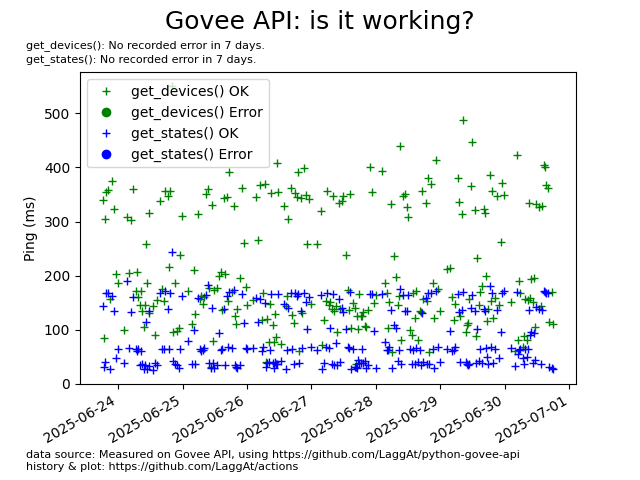 Govee API: is it working?
get_devices(): No recorded error in 7 days.
get_states(): No recorded error in 7 days.
get_devices() OK
get_devices() Error
get_states() OK
get_states() Error
Ping (ms)
500
400
300
200
100
0
2025-06-24
2025-06-25
2025-06-26
2025-06-27
2025-06-28
2025-06-29
2025-06-30
2025-07-01
data source: Measured on Govee API, using https://github.com/LaggAt/python-govee-api
history & plot: https://github.com/LaggAt/actions